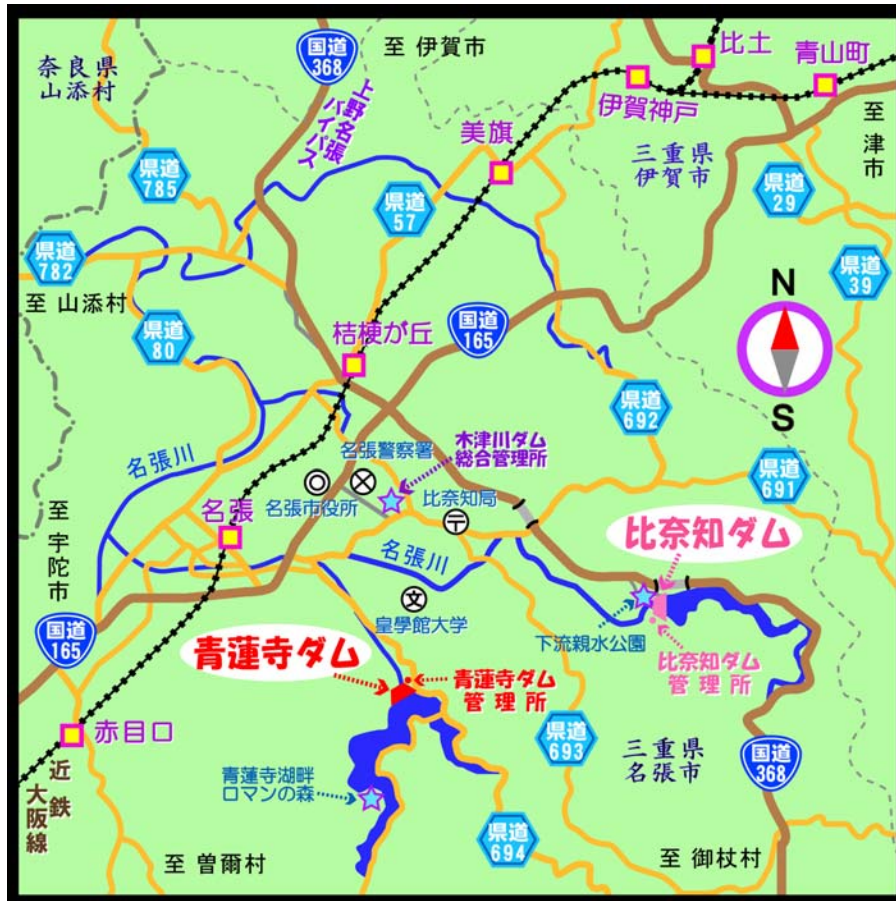 国道
368
至 伊賀市
比土
青山町
奈良県
山添村
上野名張
バイパス
伊賀神戸
至 津市
美旗
三重県
伊賀市
県道
785
県道
57
県道
29
県道
782
県道
39
至 山添村
N
S
県道
80
桔梗が丘
国道
165
県道
692
名張川
名張警察署
木津川ダム
総合管理所
県道
691
名張市役所
比奈知局
至 宇陀市
名張
比奈知ダム
名張川
文
皇學館大学
下流親水公園
国道
165
青蓮寺ダム
青蓮寺ダム
管理所
比奈知ダム
管理所
赤目口
県道
693
三重県
名張市
国道
368
近鉄
大阪線
青蓮寺湖畔
ロマンの森
県道
694
至 曽爾村
至 御杖村